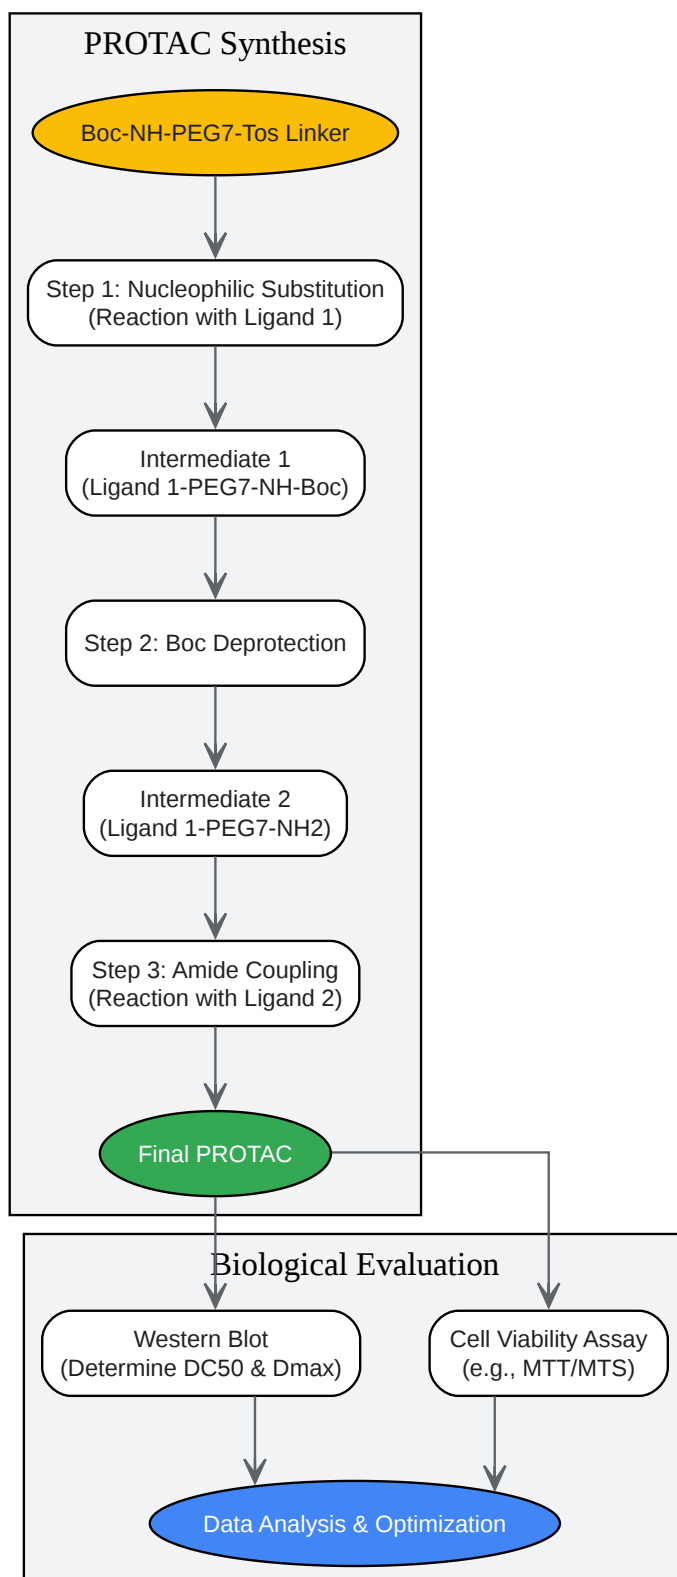 PROTAC Synthesis
Boc-NH-PEG7-Tos Linker
Step 1: Nucleophilic Substitution
(Reaction with Ligand 1)
Intermediate 1
(Ligand 1-PEG7-NH-Boc)
Step 2: Boc Deprotection
Intermediate 2
(Ligand 1-PEG7-NH2)
Step 3: Amide Coupling
(Reaction with Ligand 2)
Final PROTAC
Biological Evaluation
Western Blot
(Determine DC50 & Dmax)
Cell Viability Assay
(e.g., MTT/MTS)
Data Analysis & Optimization